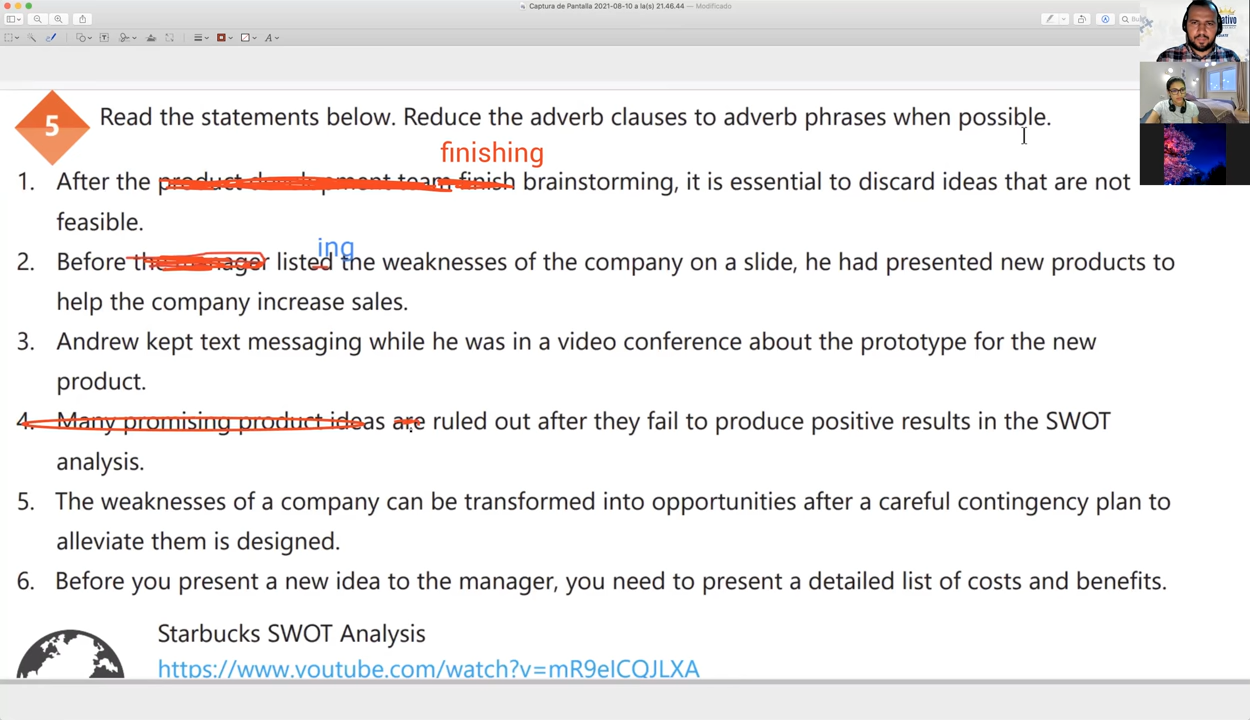 Captura de Pantalla 2021-08-10 a la(s) 21.46.44 — Modificado
5
Read the statements below. Reduce the adverb clauses to adverb phrases when possible.
finishing
1. After the product development team finish brainstorming, it is essential to discard ideas that are not
feasible.
ing
2. Before the manager listed the weaknesses of the company on a slide, he had presented new products to
help the company increase sales.
3. Andrew kept text messaging while he was in a video conference about the prototype for the new
product.
4. Many promising product ideas are ruled out after they fail to produce positive results in the SWOT
analysis.
5. The weaknesses of a company can be transformed into opportunities after a careful contingency plan to
alleviate them is designed.
6. Before you present a new idea to the manager, you need to present a detailed list of costs and benefits.
Starbucks SWOT Analysis
https://www.youtube.com/watch?v=mR9eICQJLXA